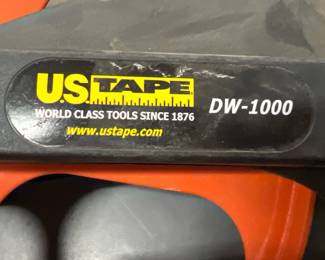 U.S. TAPE
DW-1000
WORLD CLASS TOOLS SINCE 1876
www.ustape.com